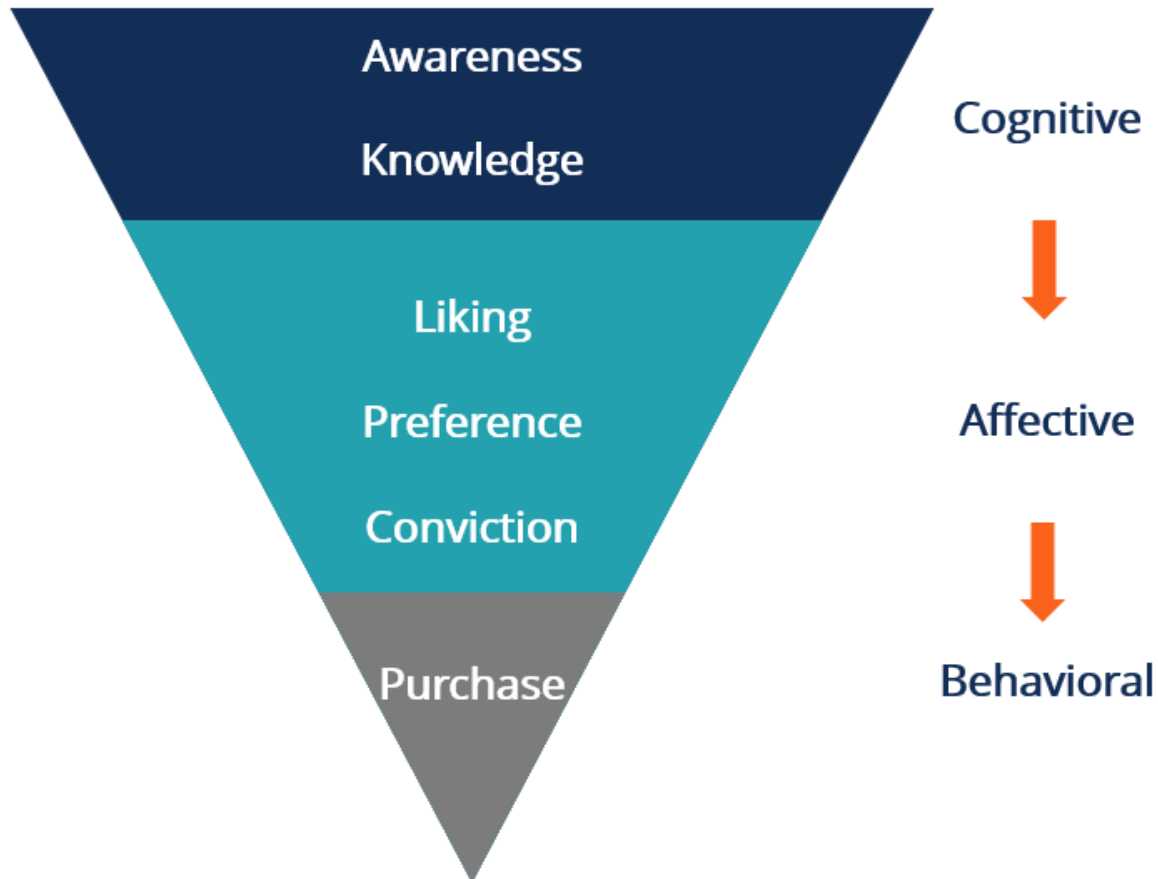 Awareness
Knowledge
Cognitive
Liking
Preference
Conviction
Affective
Purchase
Behavioral